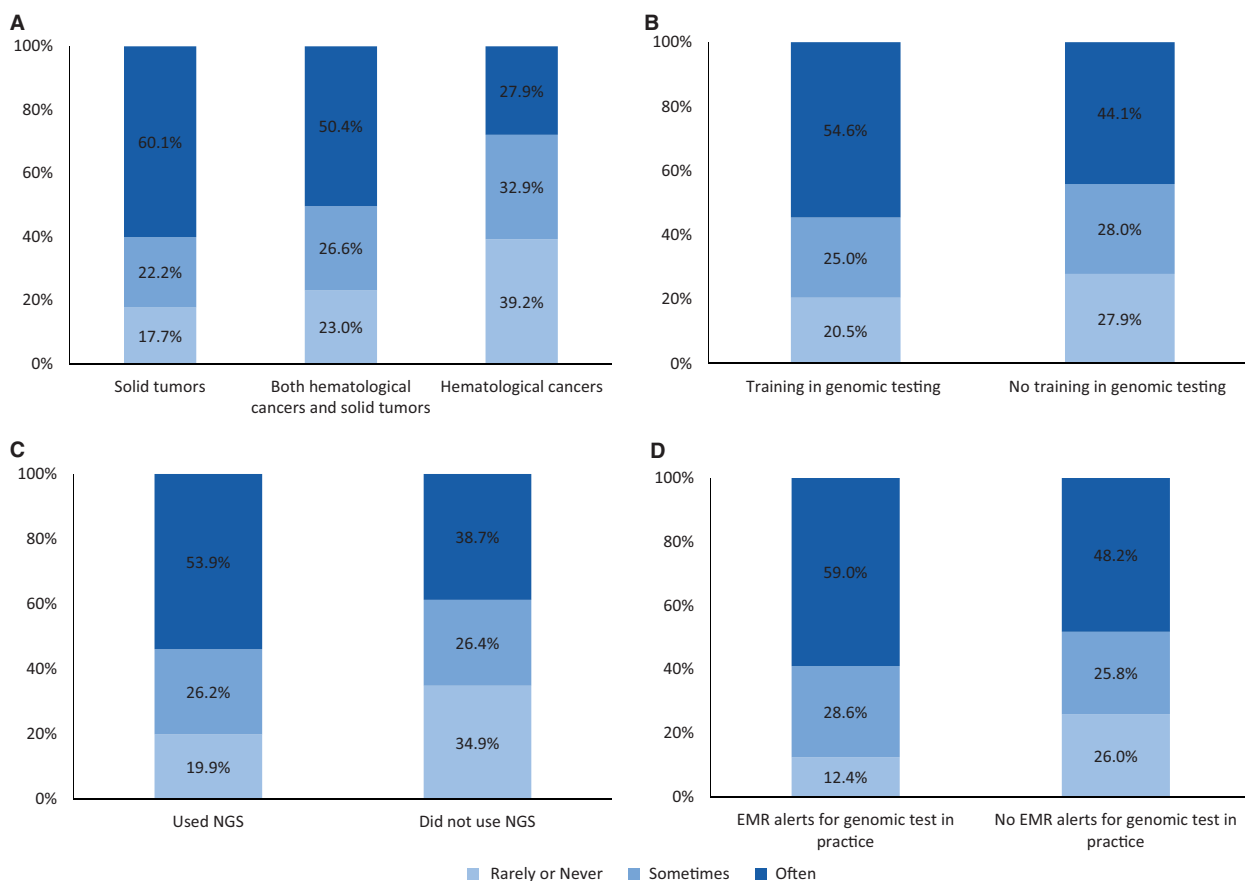 A
100%
80%
60%
40%
20%
0%
60.1%
22.2%
17.7%
50.4%
26.6%
23.0%
27.9%
32.9%
39.2%
Solid tumors
Both hematological
cancers and solid tumors
Hematological cancers
B
100%
80%
60%
40%
20%
0%
54.6%
25.0%
20.5%
44.1%
28.0%
27.9%
Training in genomic testing
No training in genomic testing
C
100%
80%
60%
40%
20%
0%
53.9%
26.2%
19.9%
38.7%
26.4%
34.9%
Used NGS
Did not use NGS
D
100%
80%
60%
40%
20%
0%
59.0%
28.6%
12.4%
48.2%
25.8%
26.0%
EMR alerts for genomic test in
practice
No EMR alerts for genomic test in
practice
Rarely or Never
Sometimes
Often